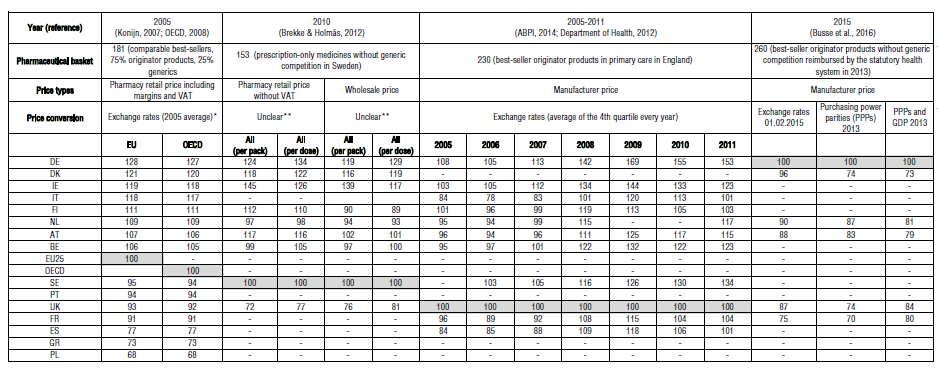 Year (reference) 2005 (Konijn, 2007; OECD, 2008) 2010 (Brekke & Holmås, 2012) 2005-2011 (ABPI, 2014; Department of Health, 2012) 2015 (Busse et al., 2016)
Pharmaceutical basket 181 (comparable best-sellers, 75% originator products, 25% generics 153 (prescription-only medicines without generic competition in Sweden) 230 (best-seller originator products in primary care in England) 260 (best-seller originator products without generic competition reimbursed by the statutory health system in 2013)
Price types Pharmacy retail price including margins and VAT Pharmacy retail price without VAT Wholesale price Manufacturer price Manufacturer price
Price conversion Exchange rates (2005 average)* Unclear** Unclear** Exchange rates (average of the 4th quartile every year) Exchange rates 01.02.2015 Purchasing power parities (PPPs) 2013 PPPs and GDP 2013
EU OECD All (per pack) All (per dose) All (per pack) All (per dose) 2005 2006 2007 2008 2009 2010 2011
DE 128 127 124 134 119 129 108 105 113 142 169 155 153 100 100 100
DK 121 120 118 122 116 119 - - - - - - - 96 74 73
IE 119 118 145 126 139 117 103 105 112 134 144 133 123 - - -
IT 118 117 - - - - 84 78 83 101 120 113 101 - - -
FI 111 111 112 110 90 89 101 96 99 119 113 105 103 - - -
NL 109 109 97 98 94 93 95 94 99 115 - - 117 90 87 81
AT 107 106 117 116 102 101 96 94 96 111 125 117 115 88 83 79
BE 106 105 99 105 97 100 95 97 101 122 132 122 123 - - -
EU25 100 - - - - - - - - - - - - - - -
OECD 100 - - - - - - - - - - - - - -
SE 95 94 100 100 100 100 - 103 105 116 126 130 134 - - -
PT 94 94 - - - - - - - - - - - - - -
UK 93 92 72 77 76 81 100 100 100 100 100 100 100 87 74 84
FR 91 91 - - - - 96 89 92 108 115 104 104 75 70 80
ES 77 77 - - - - 84 85 88 109 118 106 101 - - -
GR 73 73 - - - - - - - - - - - - - -
PL 68 68 - - - - - - - - - - - - - -